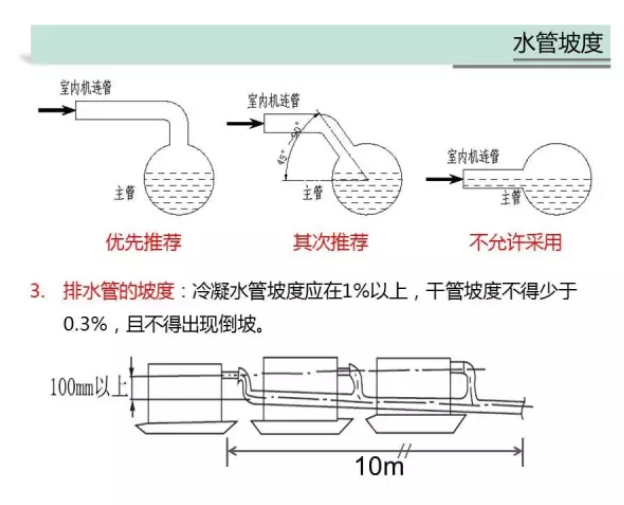 水管坡度
室内机连管
主管
优先推荐
室内机连管
45°~90°
主管
其次推荐
室内机连管
主管
不允许采用
3. 排水管的坡度：冷凝水管坡度应在1%以上，干管坡度不得少于
0.3%，且不得出现倒坡。
100mm以上
10m